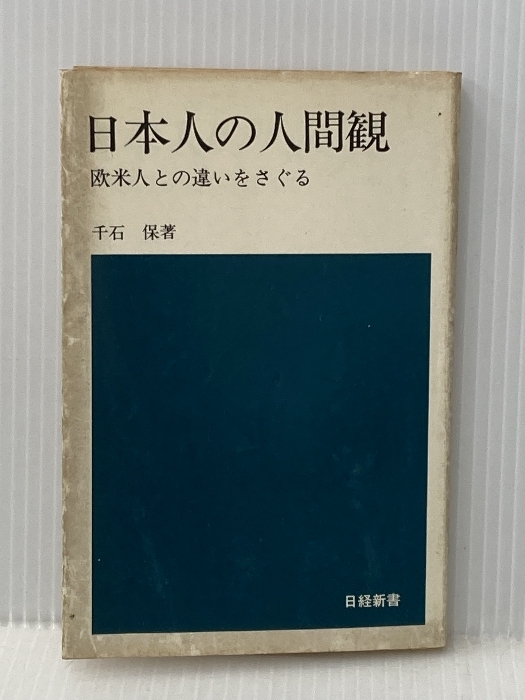 日本人の人間観
欧米人との違いをさぐる
千石 保著
日経新書